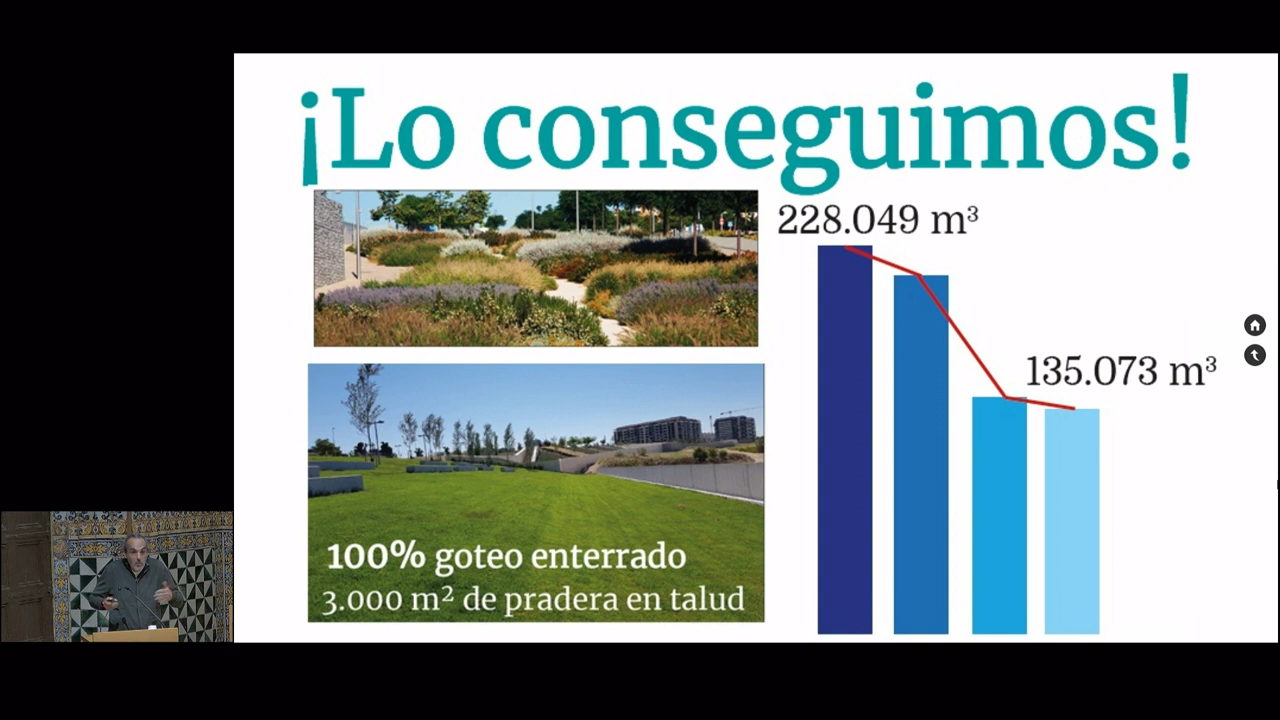 ¡Lo conseguimos!
228.049 m³
135.073 m³
100% goteo enterrado
3.000 m² de pradera en talud